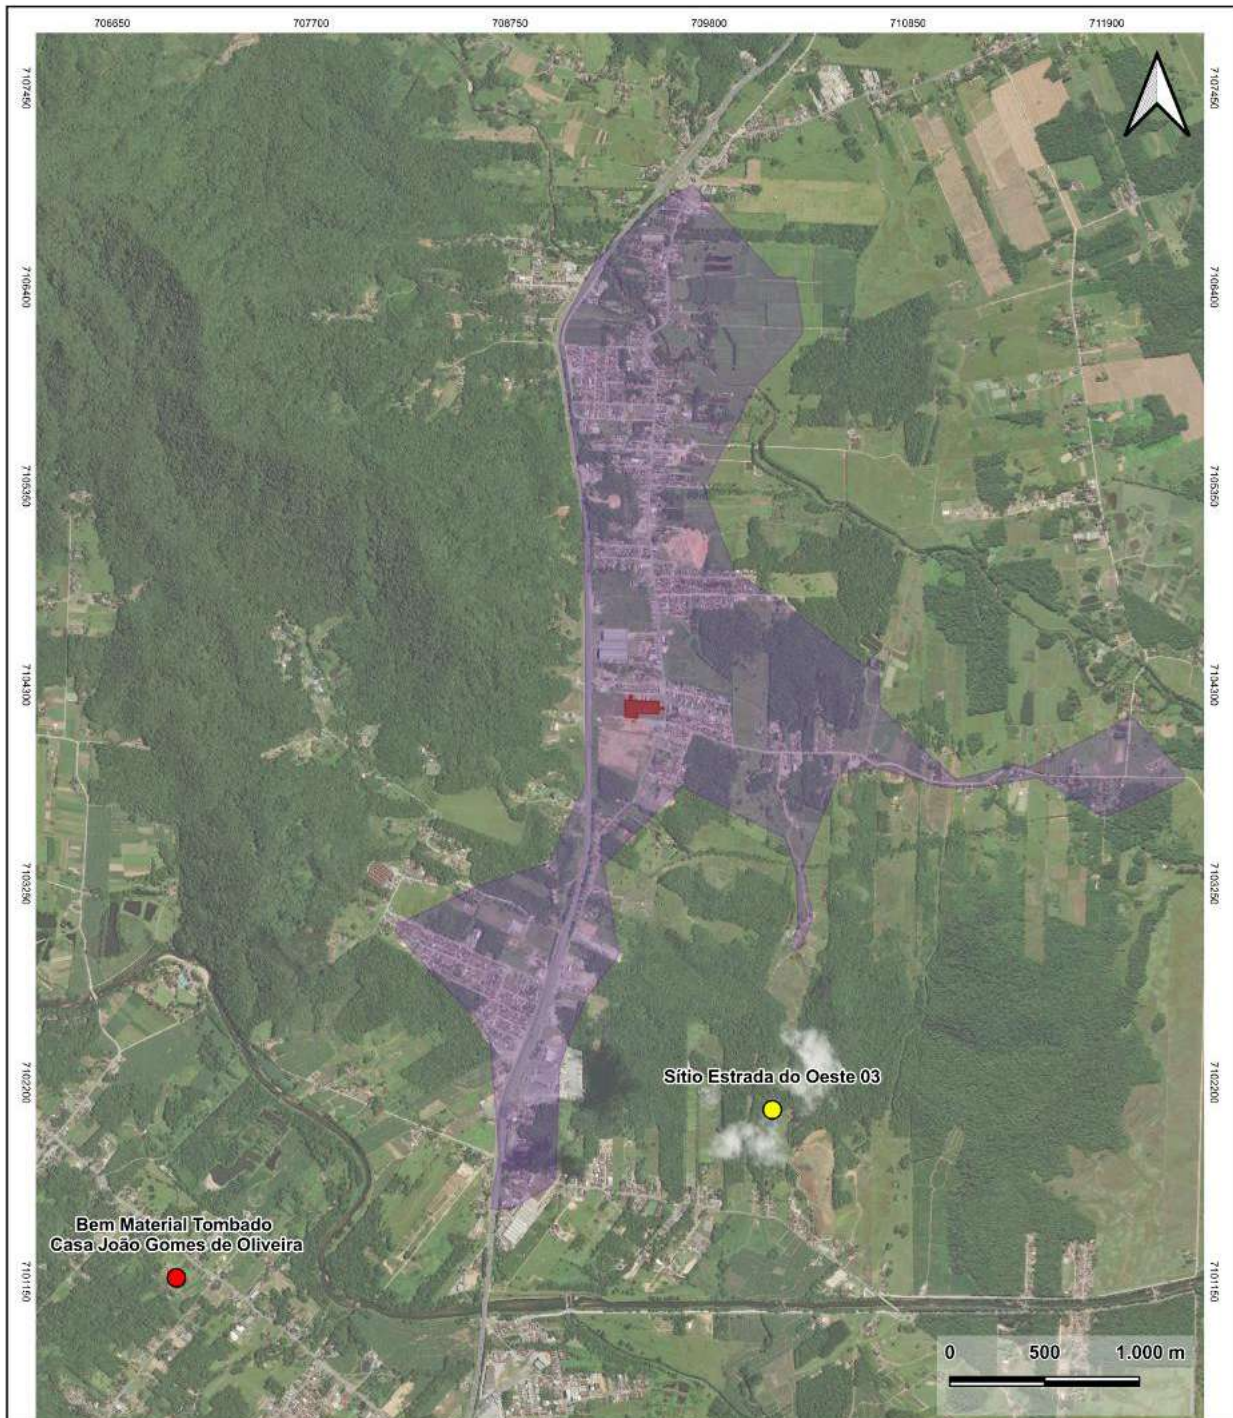 706650 707700 708750 709800 710850 711900
7107450 7107450
7106400 7106400
7105350 7105350
7104300 7104300
7103250 7103250
Sítio Estrada do Oeste 03
7102200 7102200
Bem Material Tombado
Casa João Gomes de Oliveira
7101150 7101150
0 500 1.000 m